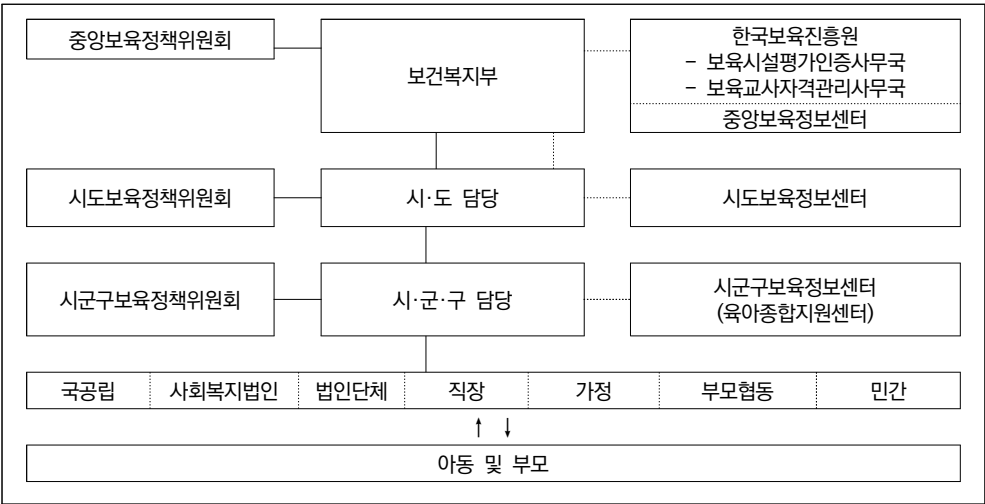 중앙보육정책위원회
보건복지부
한국보육진흥원
- 보육시설평가인증사무국
- 보육교사자격관리사무국
중앙보육정보센터
시도보육정책위원회
시·도 담당
시도보육정보센터
시군구보육정책위원회
시·군·구 담당
시군구보육정보센터
(육아종합지원센터)
국공립
사회복지법인
법인단체
직장
가정
부모협동
민간
↑ ↓
아동 및 부모